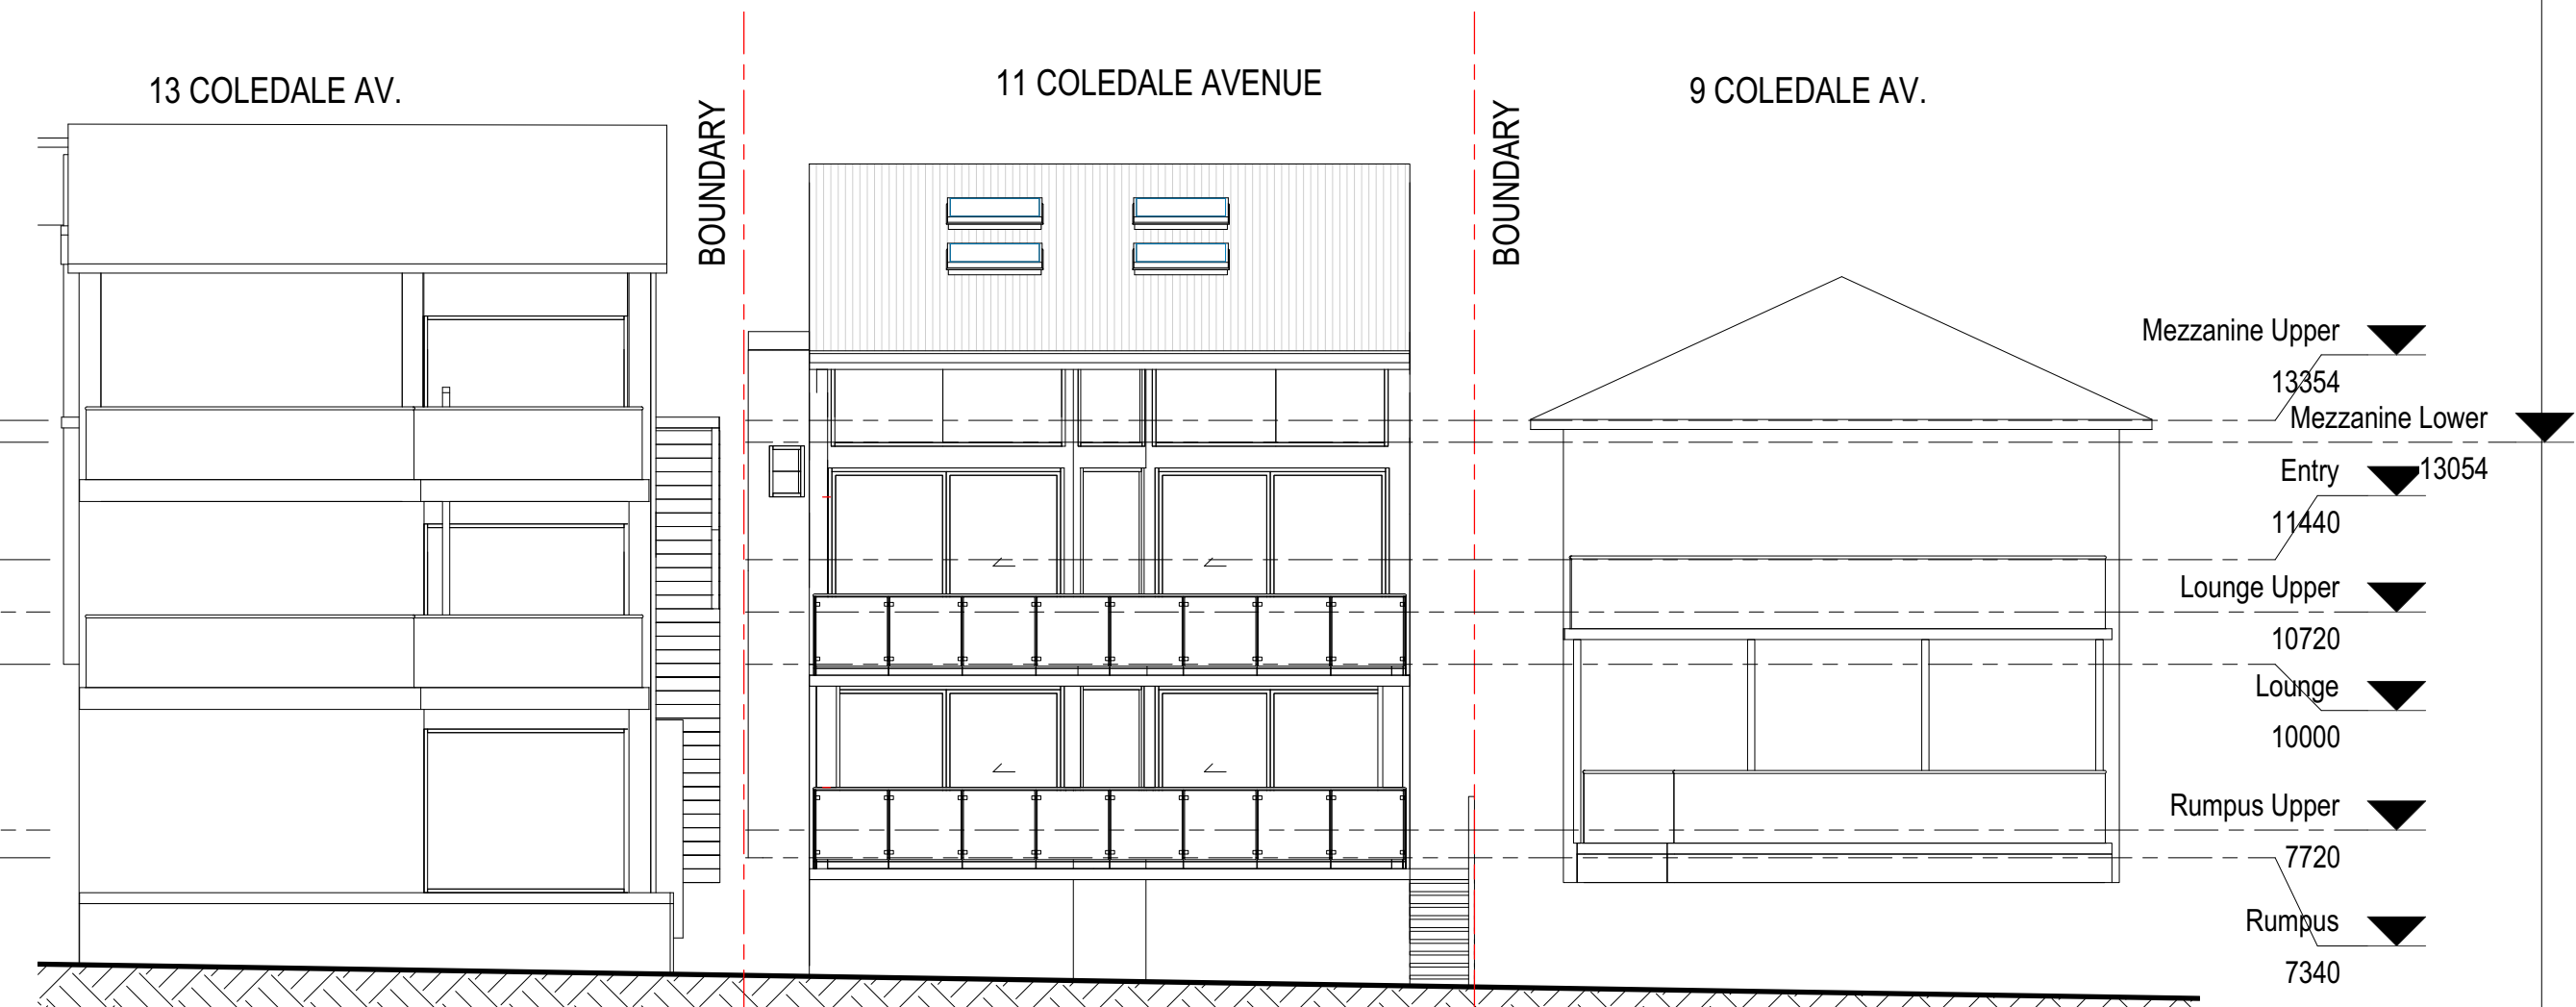 13 COLEDALE AV.
11 COLEDALE AVENUE
9 COLEDALE AV.
BOUNDARY
BOUNDARY
Mezzanine Upper
13354
Mezzanine Lower
13054
Entry
11440
Lounge Upper
10720
Lounge
10000
Rumpus Upper
7720
Rumpus
7340